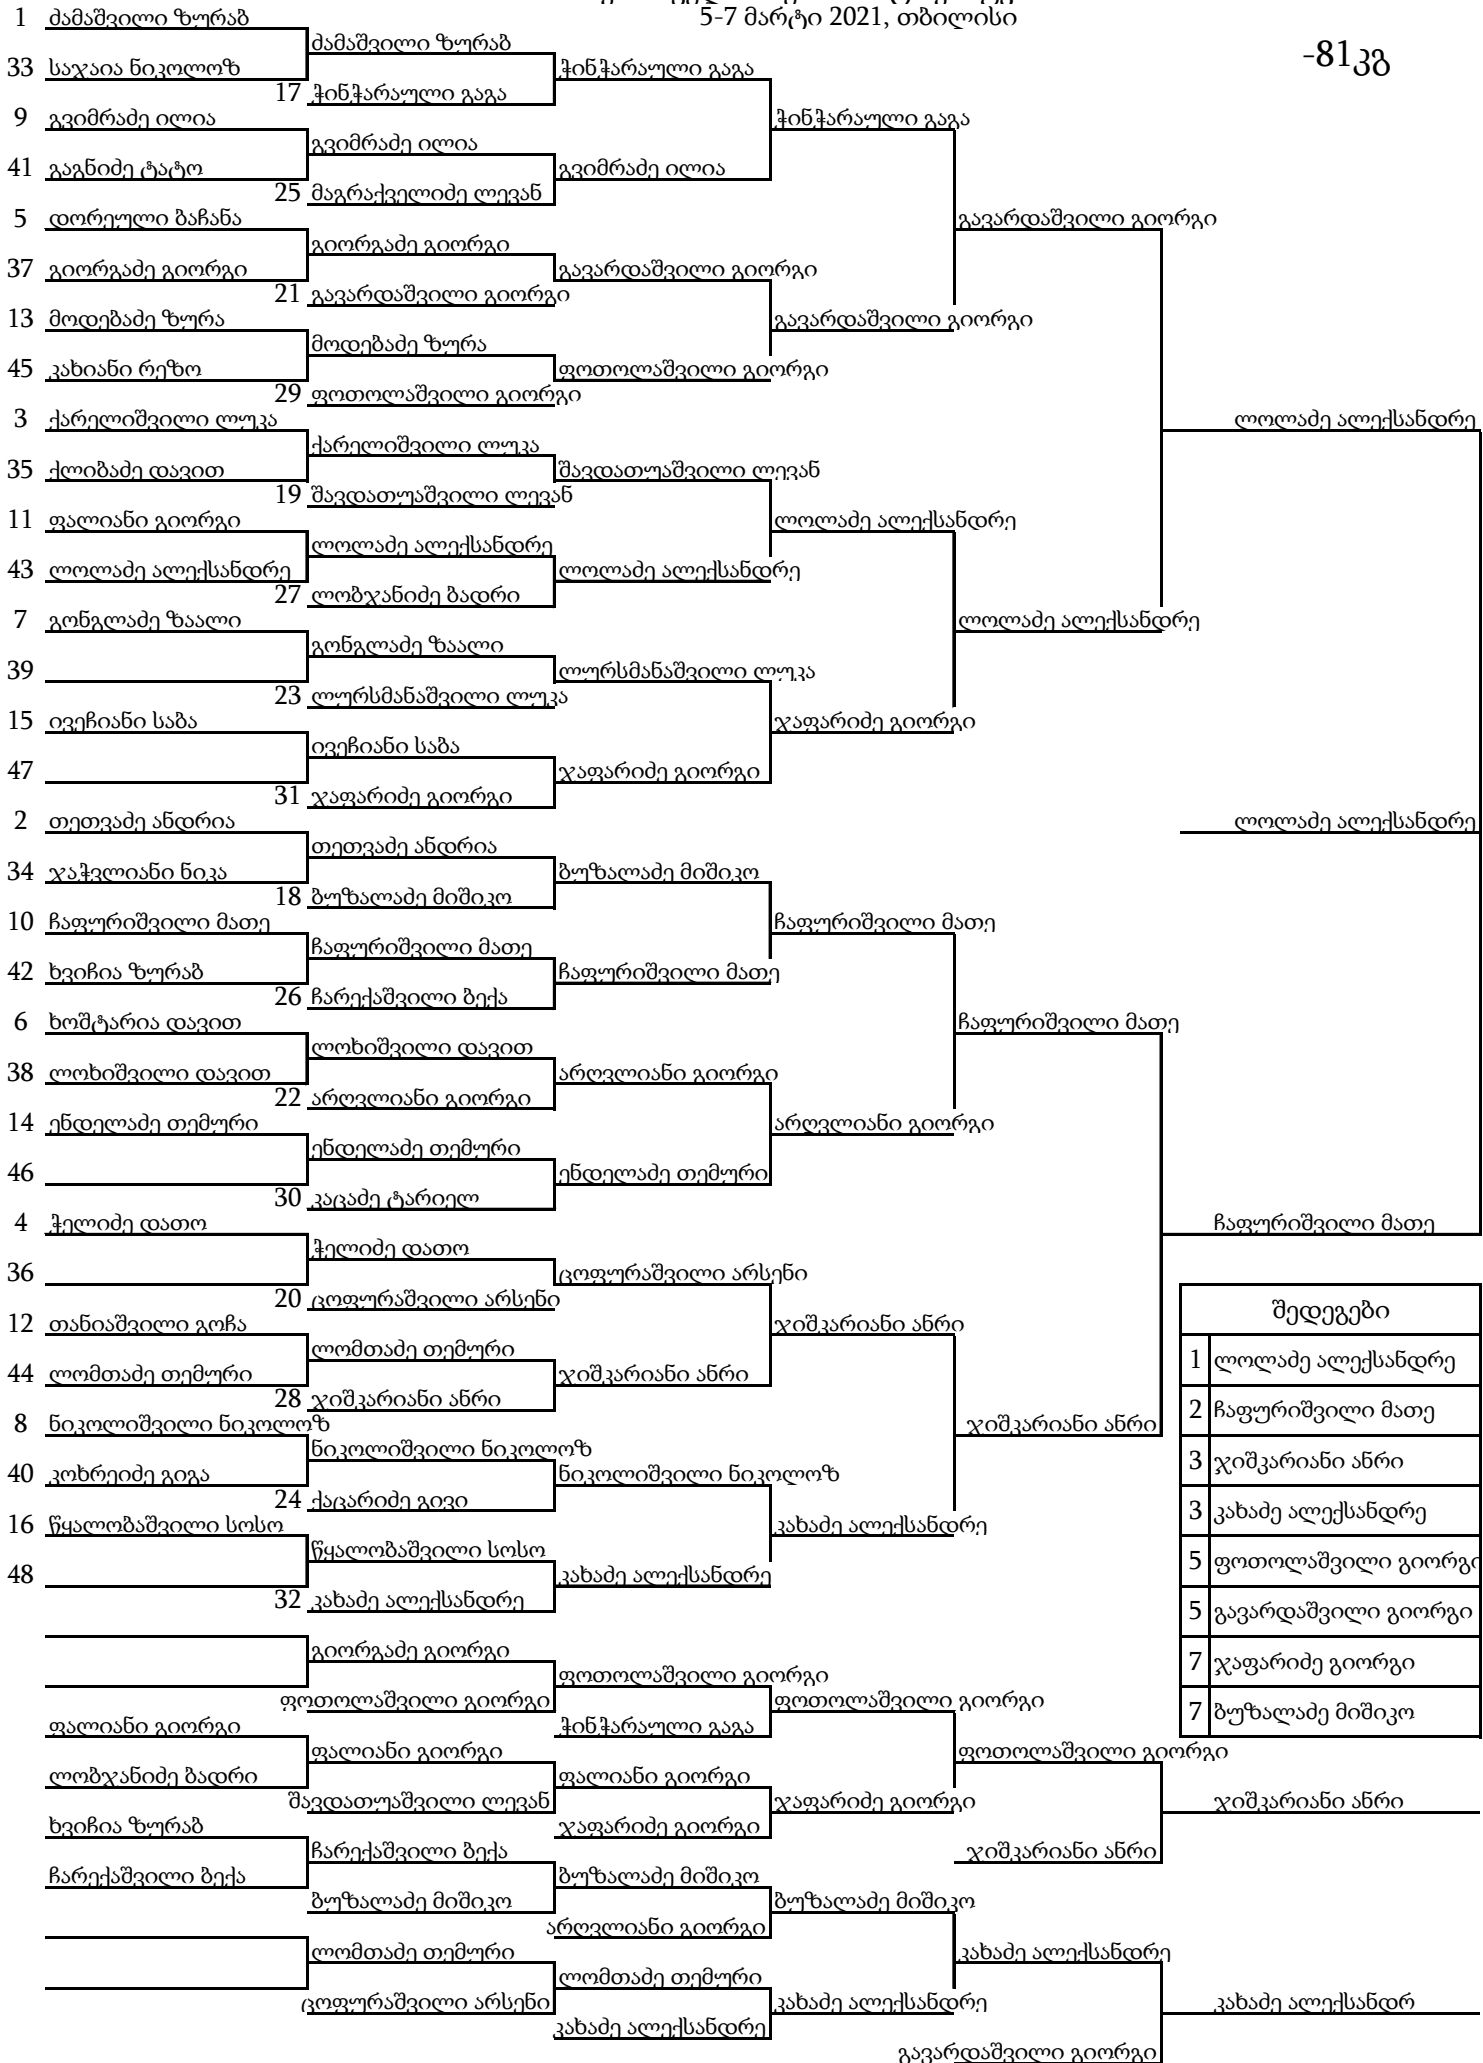 5-7 მარტი 2021, თბილისი
-81კგ
1 ძამაშვილი ზურაბ
ძამაშვილი ზურაბ
33 საჯაია ნიკოლოზ
ჭინჭარაული გაგა
17 ჭინჭარაული გაგა
9 გვიმრაძე ილია
ჭინჭარაული გაგა
გვიმრაძე ილია
41 გაგნიძე ტატო
გვიმრაძე ილია
25 მაგრაქველიძე ლევან
5 დორეული ბაჩანა
გავარდაშვილი გიორგი
გიორგაძე გიორგი
37 გიორგაძე გიორგი
გავარდაშვილი გიორგი
21 გავარდაშვილი გიორგი
13 მოდებაძე ზურა
გავარდაშვილი გიორგი
მოდებაძე ზურა
45 კახიანი რეზო
ფოთოლაშვილი გიორგი
29 ფოთოლაშვილი გიორგი
3 ქარელიშვილი ლუკა
ლოლაძე ალექსანდრე
ქარელიშვილი ლუკა
35 ქლიბაძე დავით
შავდათუაშვილი ლევან
19 შავდათუაშვილი ლევან
11 ფალიანი გიორგი
ლოლაძე ალექსანდრე
ლოლაძე ალექსანდრე
43 ლოლაძე ალექსანდრე
ლოლაძე ალექსანდრე
27 ლობჯანიძე ბადრი
7 გონგლაძე ზაალი
ლოლაძე ალექსანდრე
გონგლაძე ზაალი
39
ლურსმანაშვილი ლუკა
23 ლურსმანაშვილი ლუკა
15 ივეჩიანი საბა
ჯაფარიძე გიორგი
ივეჩიანი საბა
47
ჯაფარიძე გიორგი
31 ჯაფარიძე გიორგი
2 თეთვაძე ანდრია
ლოლაძე ალექსანდრე
თეთვაძე ანდრია
34 ჯაჭვლიანი ნიკა
ბუზალაძე მიშიკო
18 ბუზალაძე მიშიკო
10 ჩაფურიშვილი მათე
ჩაფურიშვილი მათე
ჩაფურიშვილი მათე
42 ხვიჩია ზურაბ
ჩაფურიშვილი მათე
26 ჩარექაშვილი ბექა
6 ხოშტარია დავით
ჩაფურიშვილი მათე
ლოხიშვილი დავით
38 ლოხიშვილი დავით
არღვლიანი გიორგი
22 არღვლიანი გიორგი
14 ენდელაძე თემური
არღვლიანი გიორგი
ენდელაძე თემური
46
ენდელაძე თემური
30 კაცაძე ტარიელ
4 ჭელიძე დათო
ჩაფურიშვილი მათე
ჭელიძე დათო
36
ცოფურაშვილი არსენი
20 ცოფურაშვილი არსენი
12 თანიაშვილი გოჩა
ჯიშკარიანი ანრი
ლომთაძე თემური
44 ლომთაძე თემური
ჯიშკარიანი ანრი
28 ჯიშკარიანი ანრი
8 ნიკოლიშვილი ნიკოლოზ
ჯიშკარიანი ანრი
ნიკოლიშვილი ნიკოლოზ
40 კოხრეიძე გიგა
ნიკოლიშვილი ნიკოლოზ
24 ქაცარიძე გივი
16 წყალობაშვილი სოსო
კახაძე ალექსანდრე
წყალობაშვილი სოსო
48
კახაძე ალექსანდრე
32 კახაძე ალექსანდრე
შედეგები
1 ლოლაძე ალექსანდრე
2 ჩაფურიშვილი მათე
3 ჯიშკარიანი ანრი
3 კახაძე ალექსანდრე
5 ფოთოლაშვილი გიორგი
5 გავარდაშვილი გიორგი
7 ჯაფარიძე გიორგი
7 ბუზალაძე მიშიკო
გიორგაძე გიორგი
ფოთოლაშვილი გიორგი
ფოთოლაშვილი გიორგი
ფოთოლაშვილი გიორგი
ფალიანი გიორგი
ჭინჭარაული გაგა
ფალიანი გიორგი
ფოთოლაშვილი გიორგი
ლობჯანიძე ბადრი
ფალიანი გიორგი
შავდათუაშვილი ლევან
ჯაფარიძე გიორგი
ჯიშკარიანი ანრი
ხვიჩია ზურაბ
ჯაფარიძე გიორგი
ჩარექაშვილი ბექა
ჯიშკარიანი ანრი
ჩარექაშვილი ბექა
ბუზალაძე მიშიკო
ბუზალაძე მიშიკო
ბუზალაძე მიშიკო
არღვლიანი გიორგი
ლომთაძე თემური
კახაძე ალექსანდრე
ლომთაძე თემური
ცოფურაშვილი არსენი
კახაძე ალექსანდრე
კახაძე ალექსანდრ
კახაძე ალექსანდრე
გავარდაშვილი გიორგი